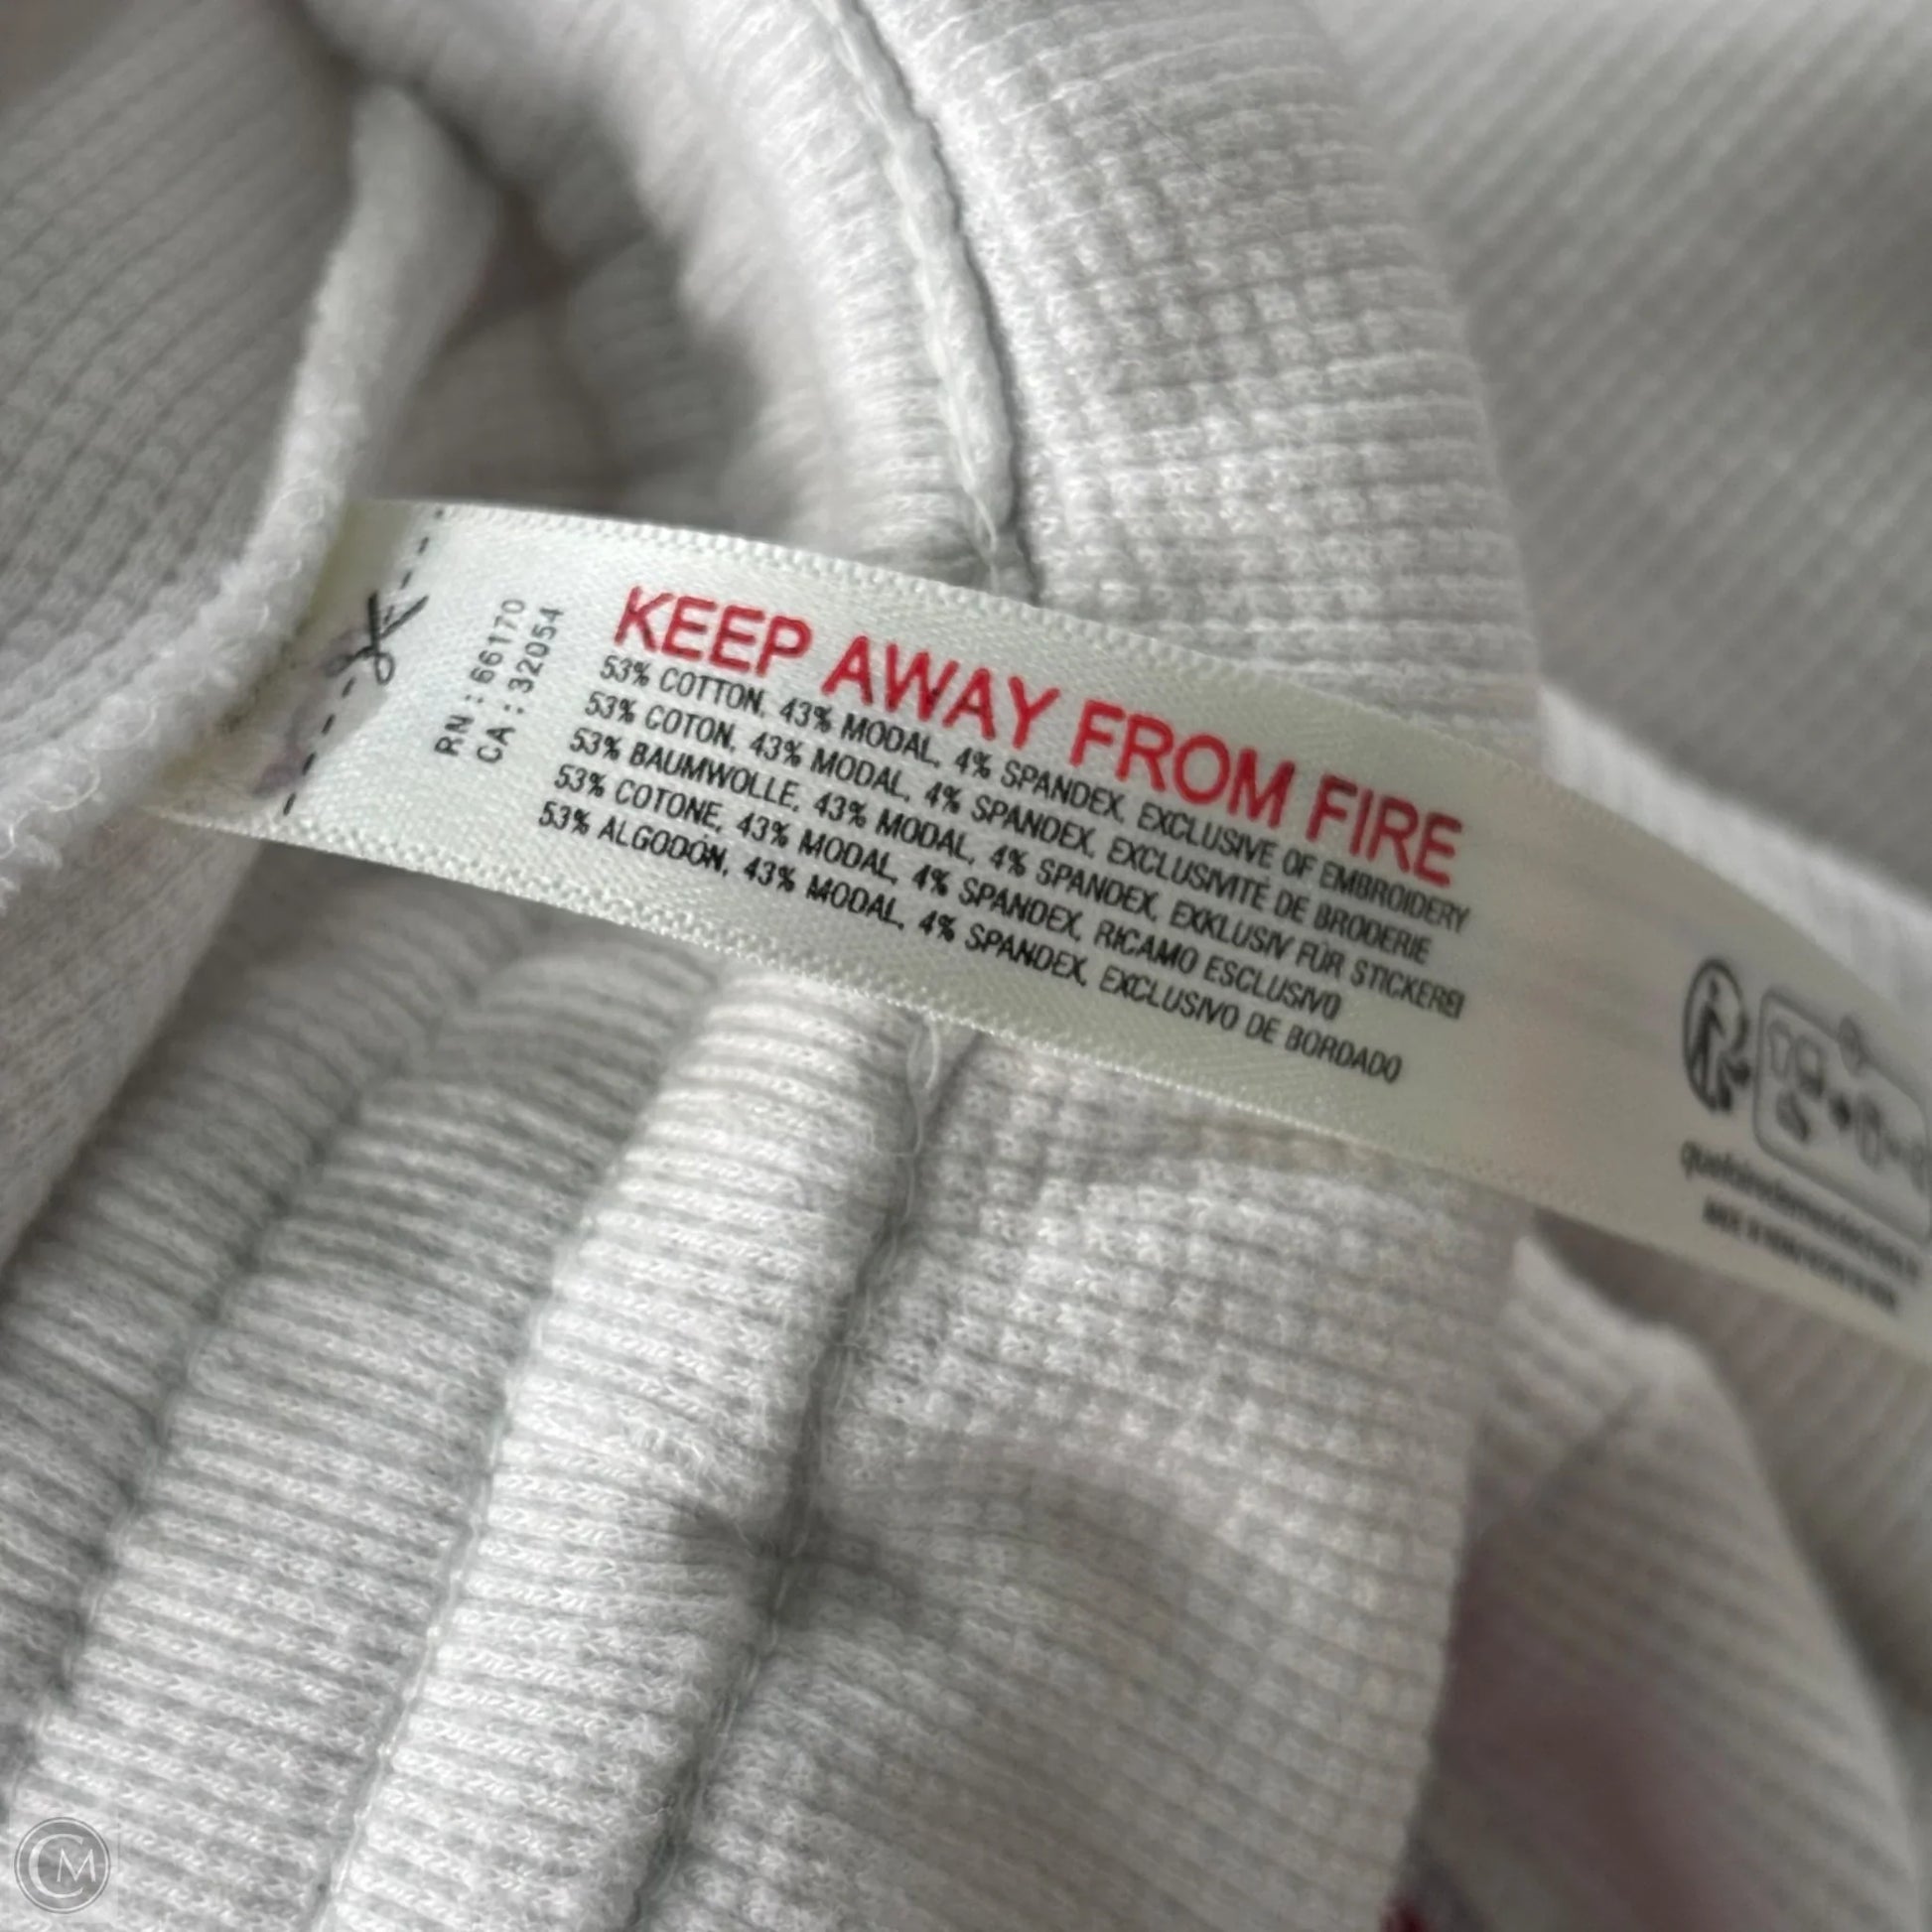 RN : 66170
CA : 32054
KEEP AWAY FROM FIRE
53% COTTON, 43% MODAL, 4% SPANDEX, EXCLUSIVE OF EMBROIDERY
53% COTON, 43% MODAL, 4% SPANDEX, EXCLUSIVITÉ DE BRODERIE
53% BAUMWOLLE, 43% MODAL, 4% SPANDEX, EXKLUSIV FÜR STICKEREI
53% COTONE, 43% MODAL, 4% SPANDEX, RICAMO ESCLUSIVO
53% ALGODON, 43% MODAL, 4% SPANDEX, EXCLUSIVO DE BORDADO
CM